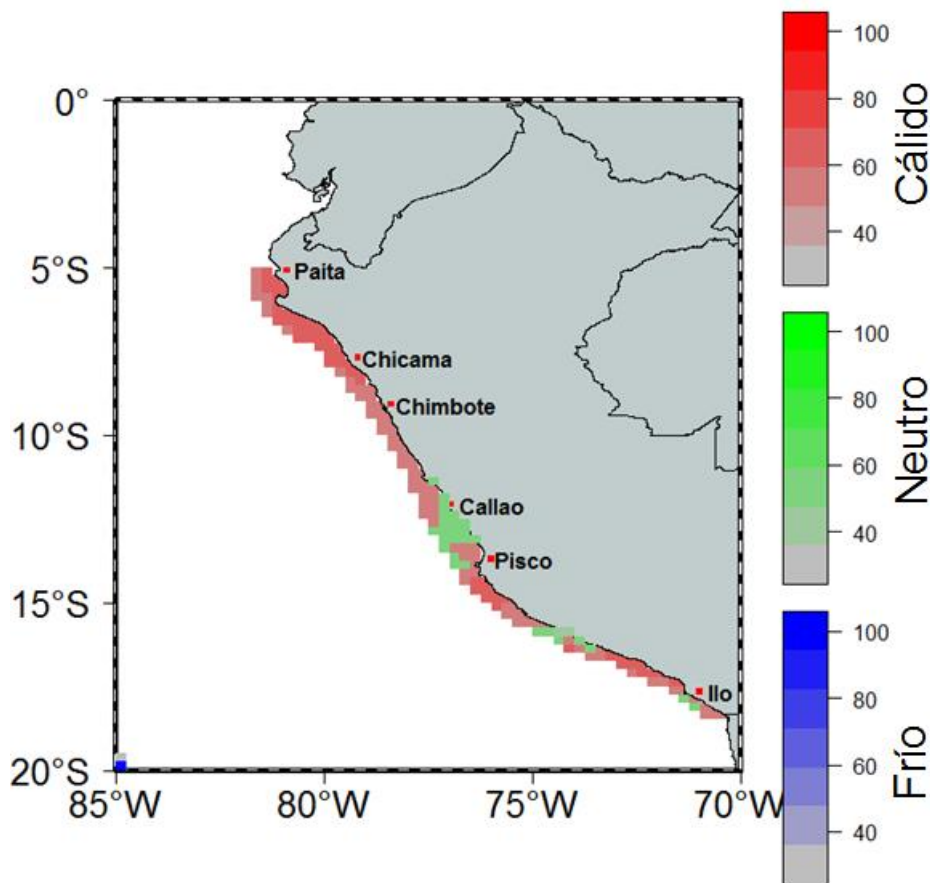 0°
5°S
10°S
15°S
20°S
85°W
80°W
75°W
70°W
Paita
Chicama
Chimbote
Callao
Pisco
Ilo
100
80
60
40
Cálido
100
80
60
40
Neutro
100
80
60
40
Frío